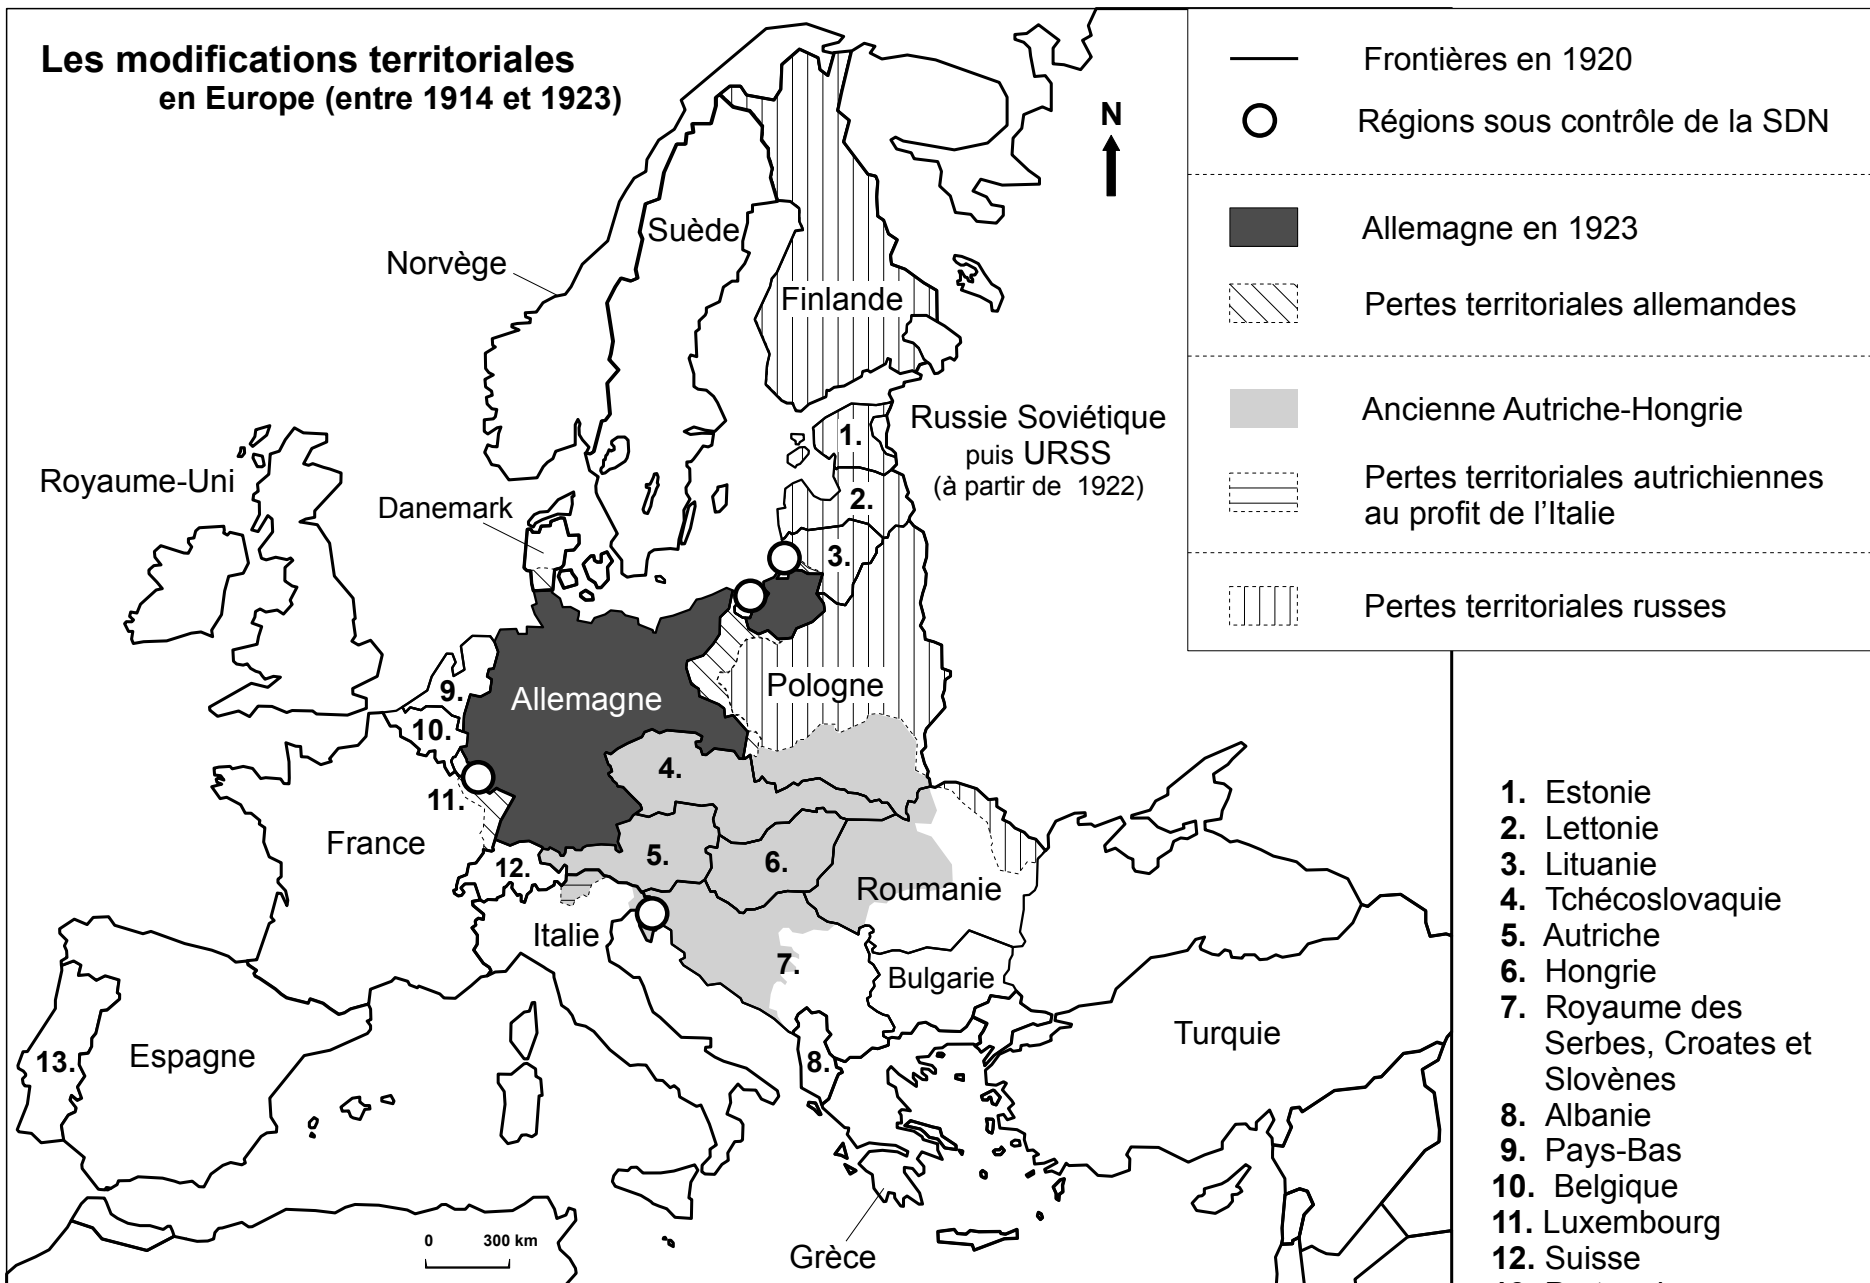 Les modifications territoriales
en Europe (entre 1914 et 1923)
N
Frontières en 1920
Régions sous contrôle de la SDN
Allemagne en 1923
Pertes territoriales allemandes
Ancienne Autriche-Hongrie
Pertes territoriales autrichiennes
au profit de l'Italie
Pertes territoriales russes
Suède
Norvège
Finlande
Russie Soviétique
puis URSS
(à partir de 1922)
Royaume-Uni
Danemark
1.
2.
3.
Allemagne
Pologne
9.
10.
4.
11.
France
5.
6.
12.
Roumanie
Italie
7.
Bulgarie
Turquie
13.
Espagne
8.
Grèce
0 300 km
1. Estonie
2. Lettonie
3. Lituanie
4. Tchécoslovaquie
5. Autriche
6. Hongrie
7. Royaume des
Serbes, Croates et
Slovènes
8. Albanie
9. Pays-Bas
10. Belgique
11. Luxembourg
12. Suisse